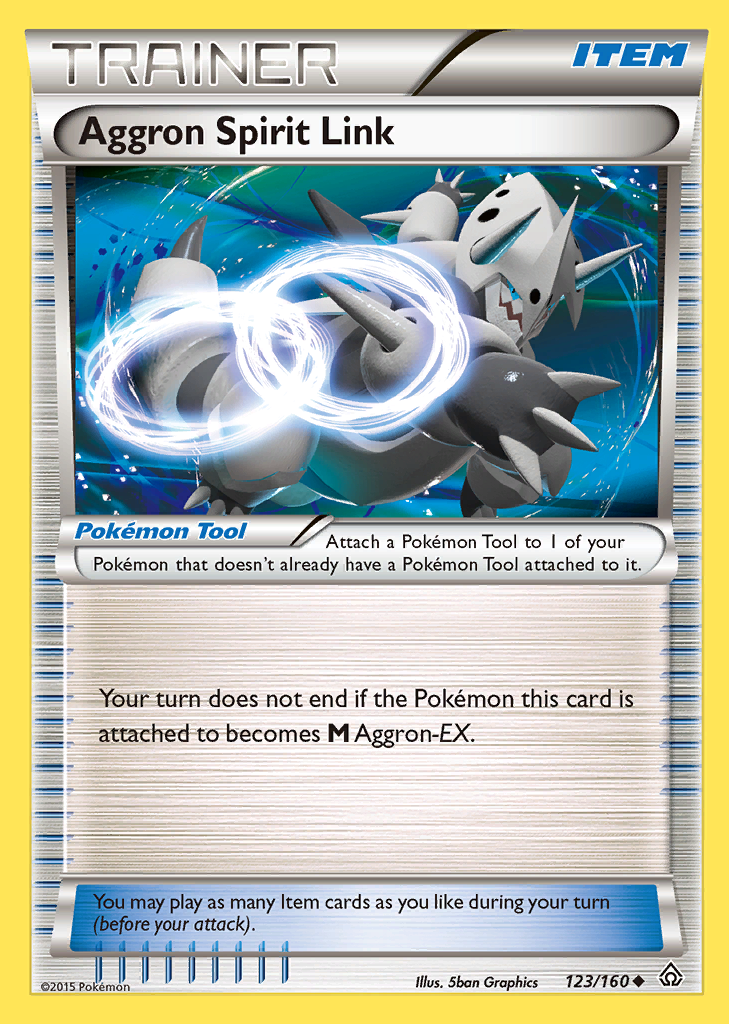 TRAINER
ITEM
Aggron Spirit Link
Pokémon Tool
Attach a Pokémon Tool to 1 of your
Pokémon that doesn't already have a Pokémon Tool attached to it.
Your turn does not end if the Pokémon this card is
attached to becomes M Aggron-EX.
You may play as many Item cards as you like during your turn
(before your attack).
©2015 Pokémon
Illus. 5ban Graphics
123/160